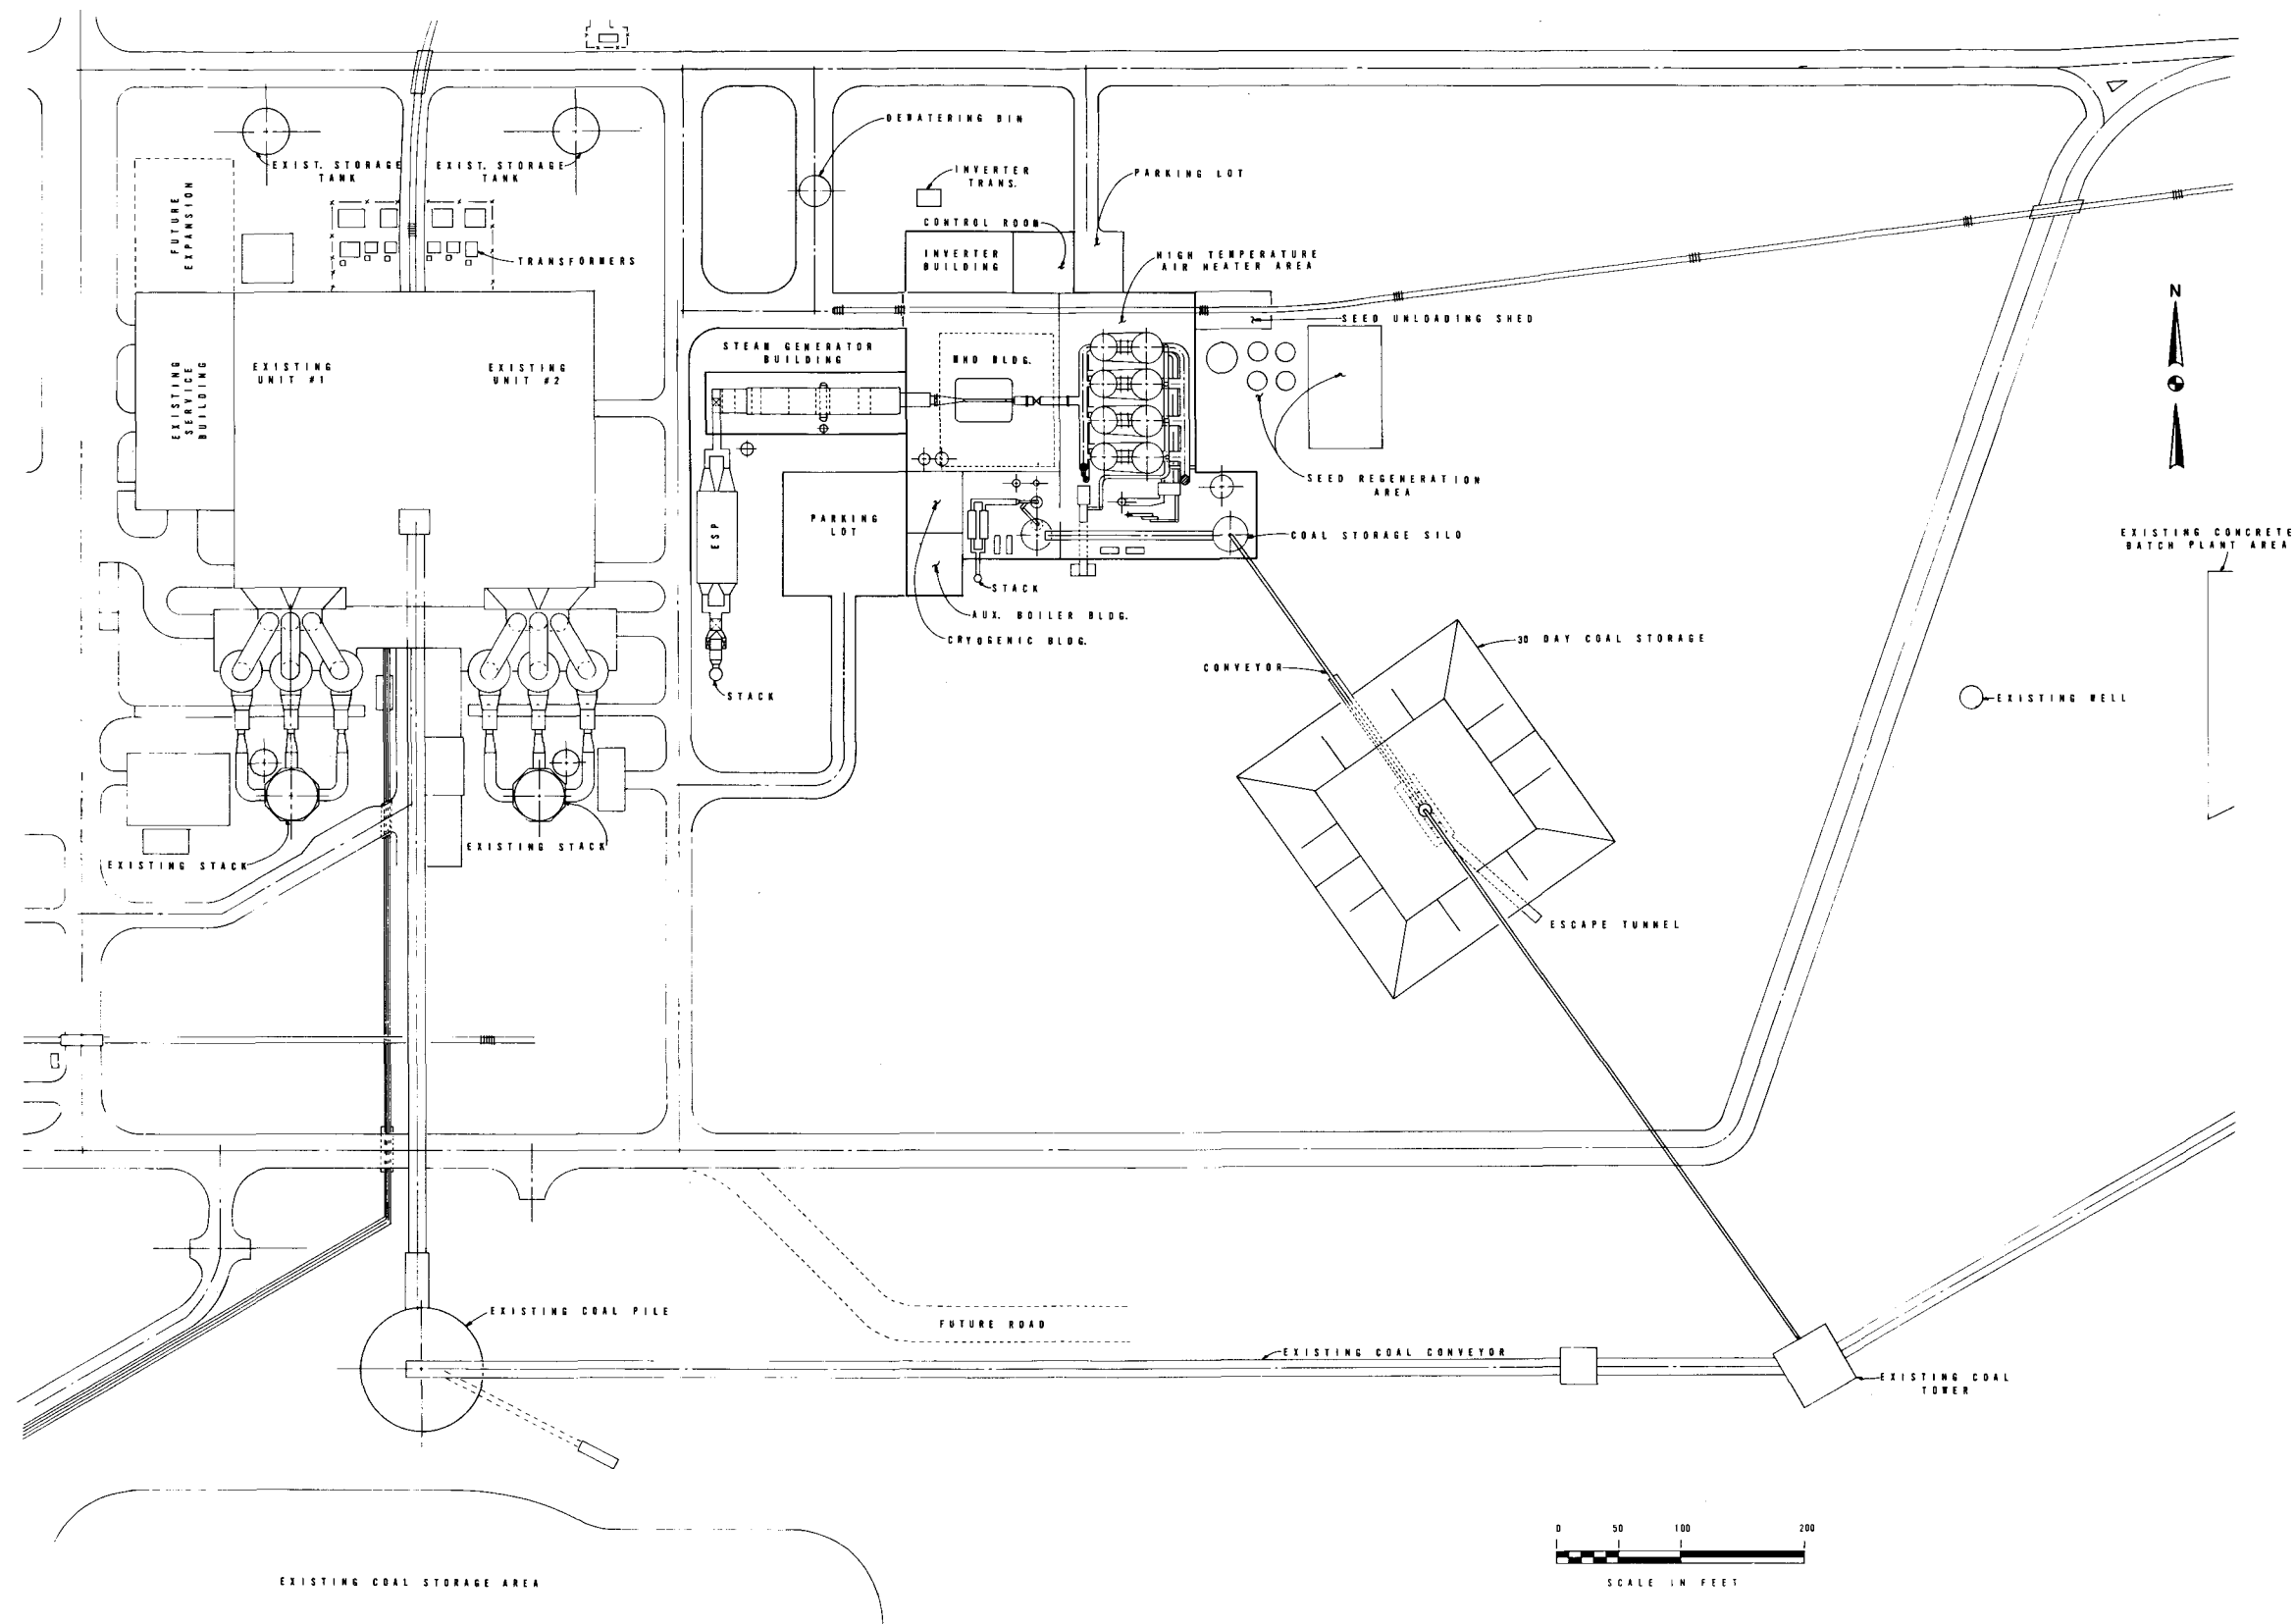 DEWATERING BIN
EXIST. STORAGE
TANK
EXIST. STORAGE
TANK
INVERTER
TRANS.
PARKING LOT
FUTURE
EXPANSION
CONTROL ROOM
TRANSFORMERS
INVERTER
BUILDING
HIGH TEMPERATURE
AIR HEATER AREA
N
SEED UNLOADING SHED
STEAM GENERATOR
BUILDING
MHD BLDG.
EXISTING
UNIT #1
EXISTING
UNIT #2
EXISTING
SERVICE
BUILDING
SEED REGENERATION
AREA
PARKING
LOT
ESP
COAL STORAGE SILO
EXISTING CONCRETE
BATCH PLANT AREA
STACK
AUX. BOILER BLDG.
CRYOGENIC BLDG.
30 DAY COAL STORAGE
CONVEYOR
STACK
EXISTING WELL
EXISTING STACK
EXISTING STACK
ESCAPE TUNNEL
EXISTING COAL PILE
FUTURE ROAD
EXISTING COAL CONVEYOR
EXISTING COAL
TOWER
0 50 100 200
SCALE IN FEET
EXISTING COAL STORAGE AREA